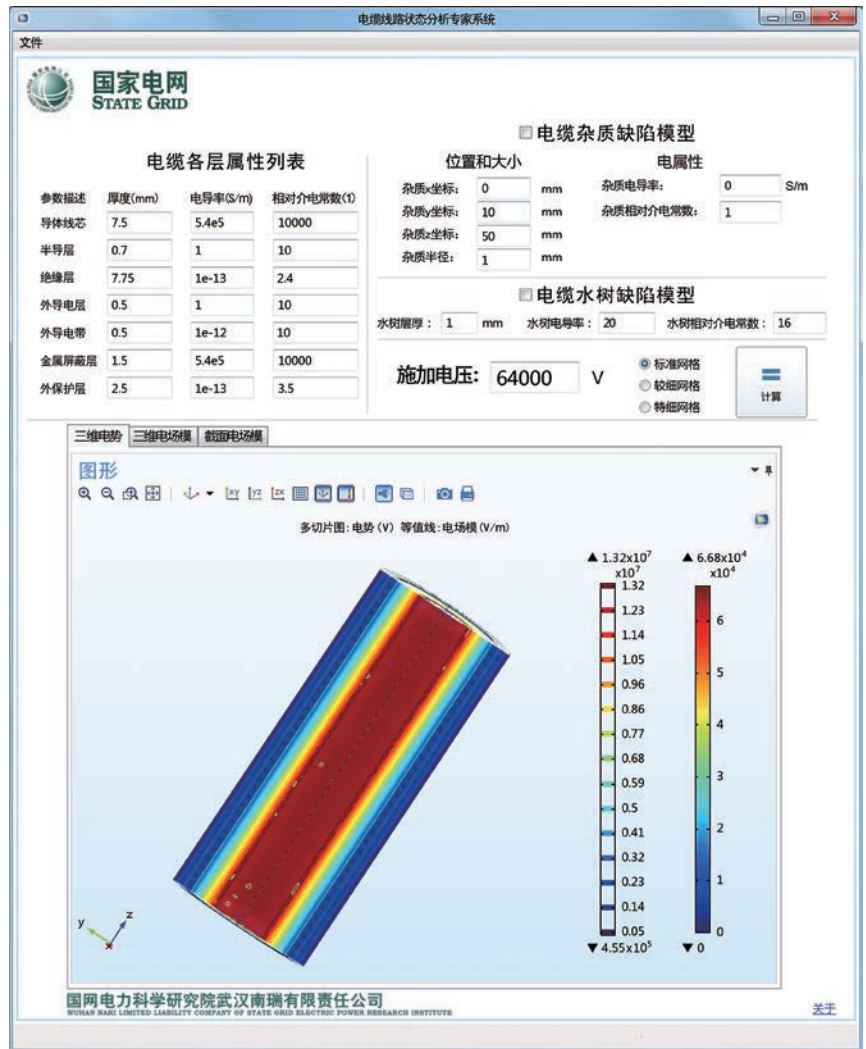 电缆线路状态分析专家系统
文件
国家电网
STATE GRID
电缆各层属性列表
参数描述 厚度(mm) 电导率(S/m) 相对介电常数(1)
导体线芯 7.5 5.4e5 10000
半导层 0.7 1 10
绝缘层 7.75 1e-13 2.4
外导电层 0.5 1 10
外导电带 0.5 1e-12 10
金属屏蔽层 1.5 5.4e5 10000
外保护层 2.5 1e-13 3.5
电缆杂质缺陷模型
位置和大小 电属性
杂质x坐标: 0 mm 杂质电导率: 0 S/m
杂质y坐标: 10 mm 杂质相对介电常数: 1
杂质z坐标: 50 mm
杂质半径: 1 mm
电缆水树缺陷模型
水树层厚: 1 mm 水树电导率: 20 水树相对介电常数: 16
施加电压: 64000 V
标准网格
较细网格
特细网格
计算
三维电势 三维电场模 截面电场模
图形
xy yz zx
多切片图:电势(V) 等值线:电场模(V/m)
▲ 1.32x10⁷ ▲ 6.68x10⁴
x10⁷ x10⁴
1.32
1.23
1.14
1.05
0.96
0.86
0.77
0.68
0.59
0.5
0.41
0.32
0.23
0.14
0.05
▼ 4.55x10⁵
6
5
4
3
2
1
0
▼ 0
y z
x
国网电力科学研究院武汉南瑞有限责任公司
WUHAN NARI LIMITED LIABILITY COMPANY OF STATE GRID ELECTRIC POWER RESEARCH INSTITUTE
关于